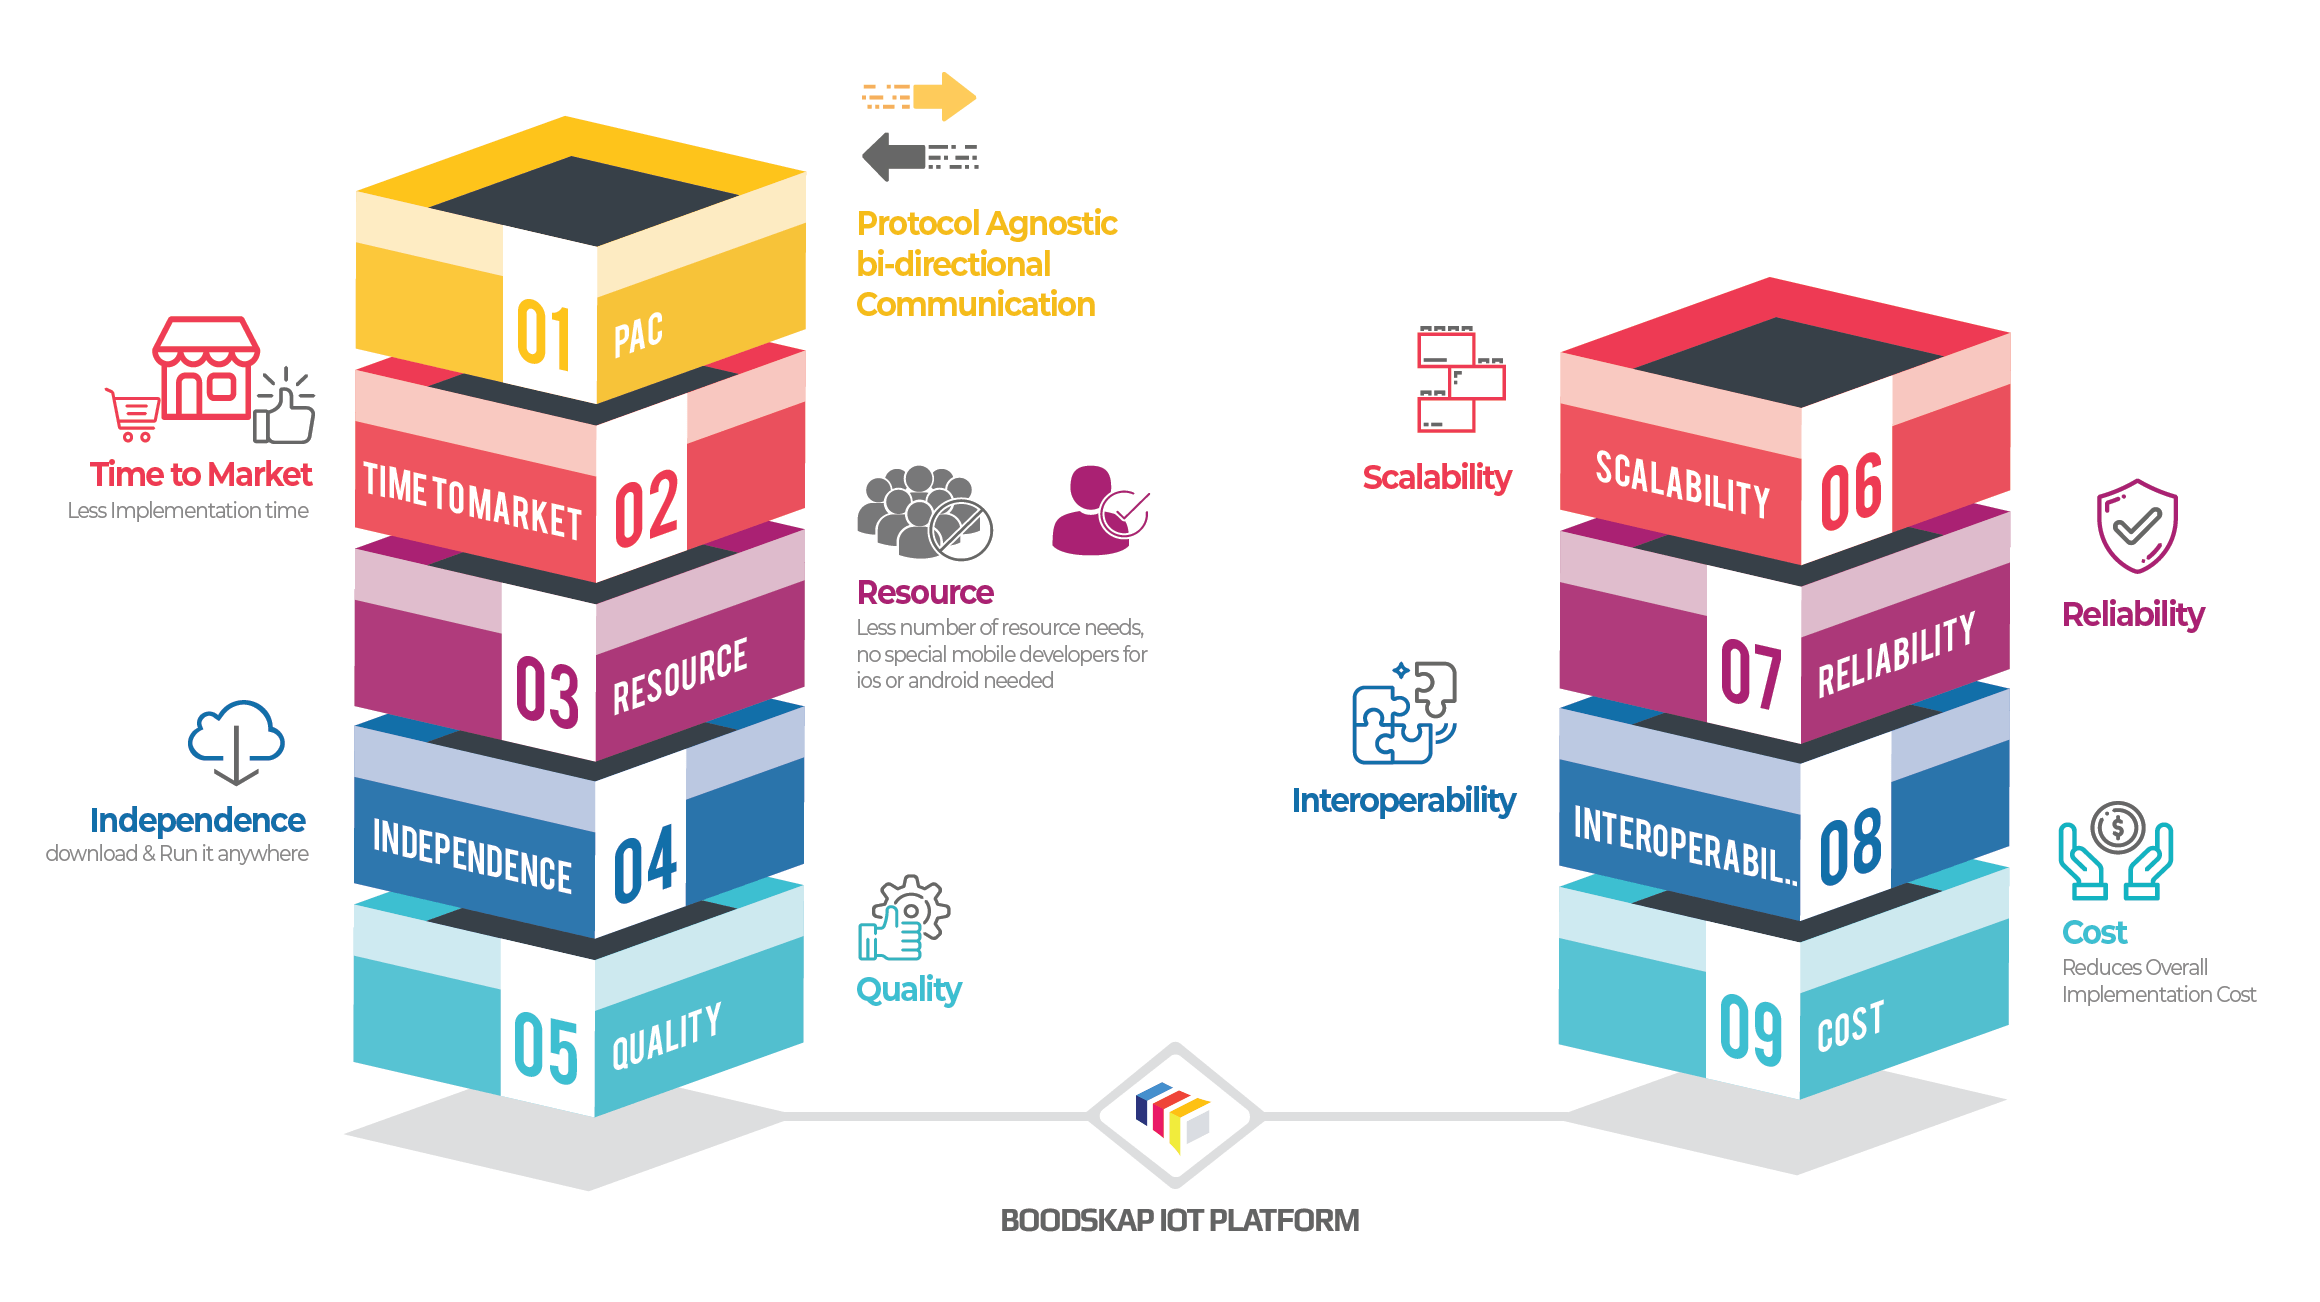 Protocol Agnostic
bi-directional
Communication
01
PAC
Time to Market
Less Implementation time
TIME TO MARKET
02
Resource
Less number of resource needs,
no special mobile developers for
ios or android needed
03
RESOURCE
Independence
download & Run it anywhere
INDEPENDENCE
04
Quality
05
QUALITY
Scalability
SCALABILITY
06
Reliability
07
RELIABILITY
Interoperability
INTEROPERABIL..
08
$
Cost
Reduces Overall
Implementation Cost
09
COST
BOODSKAP IOT PLATFORM